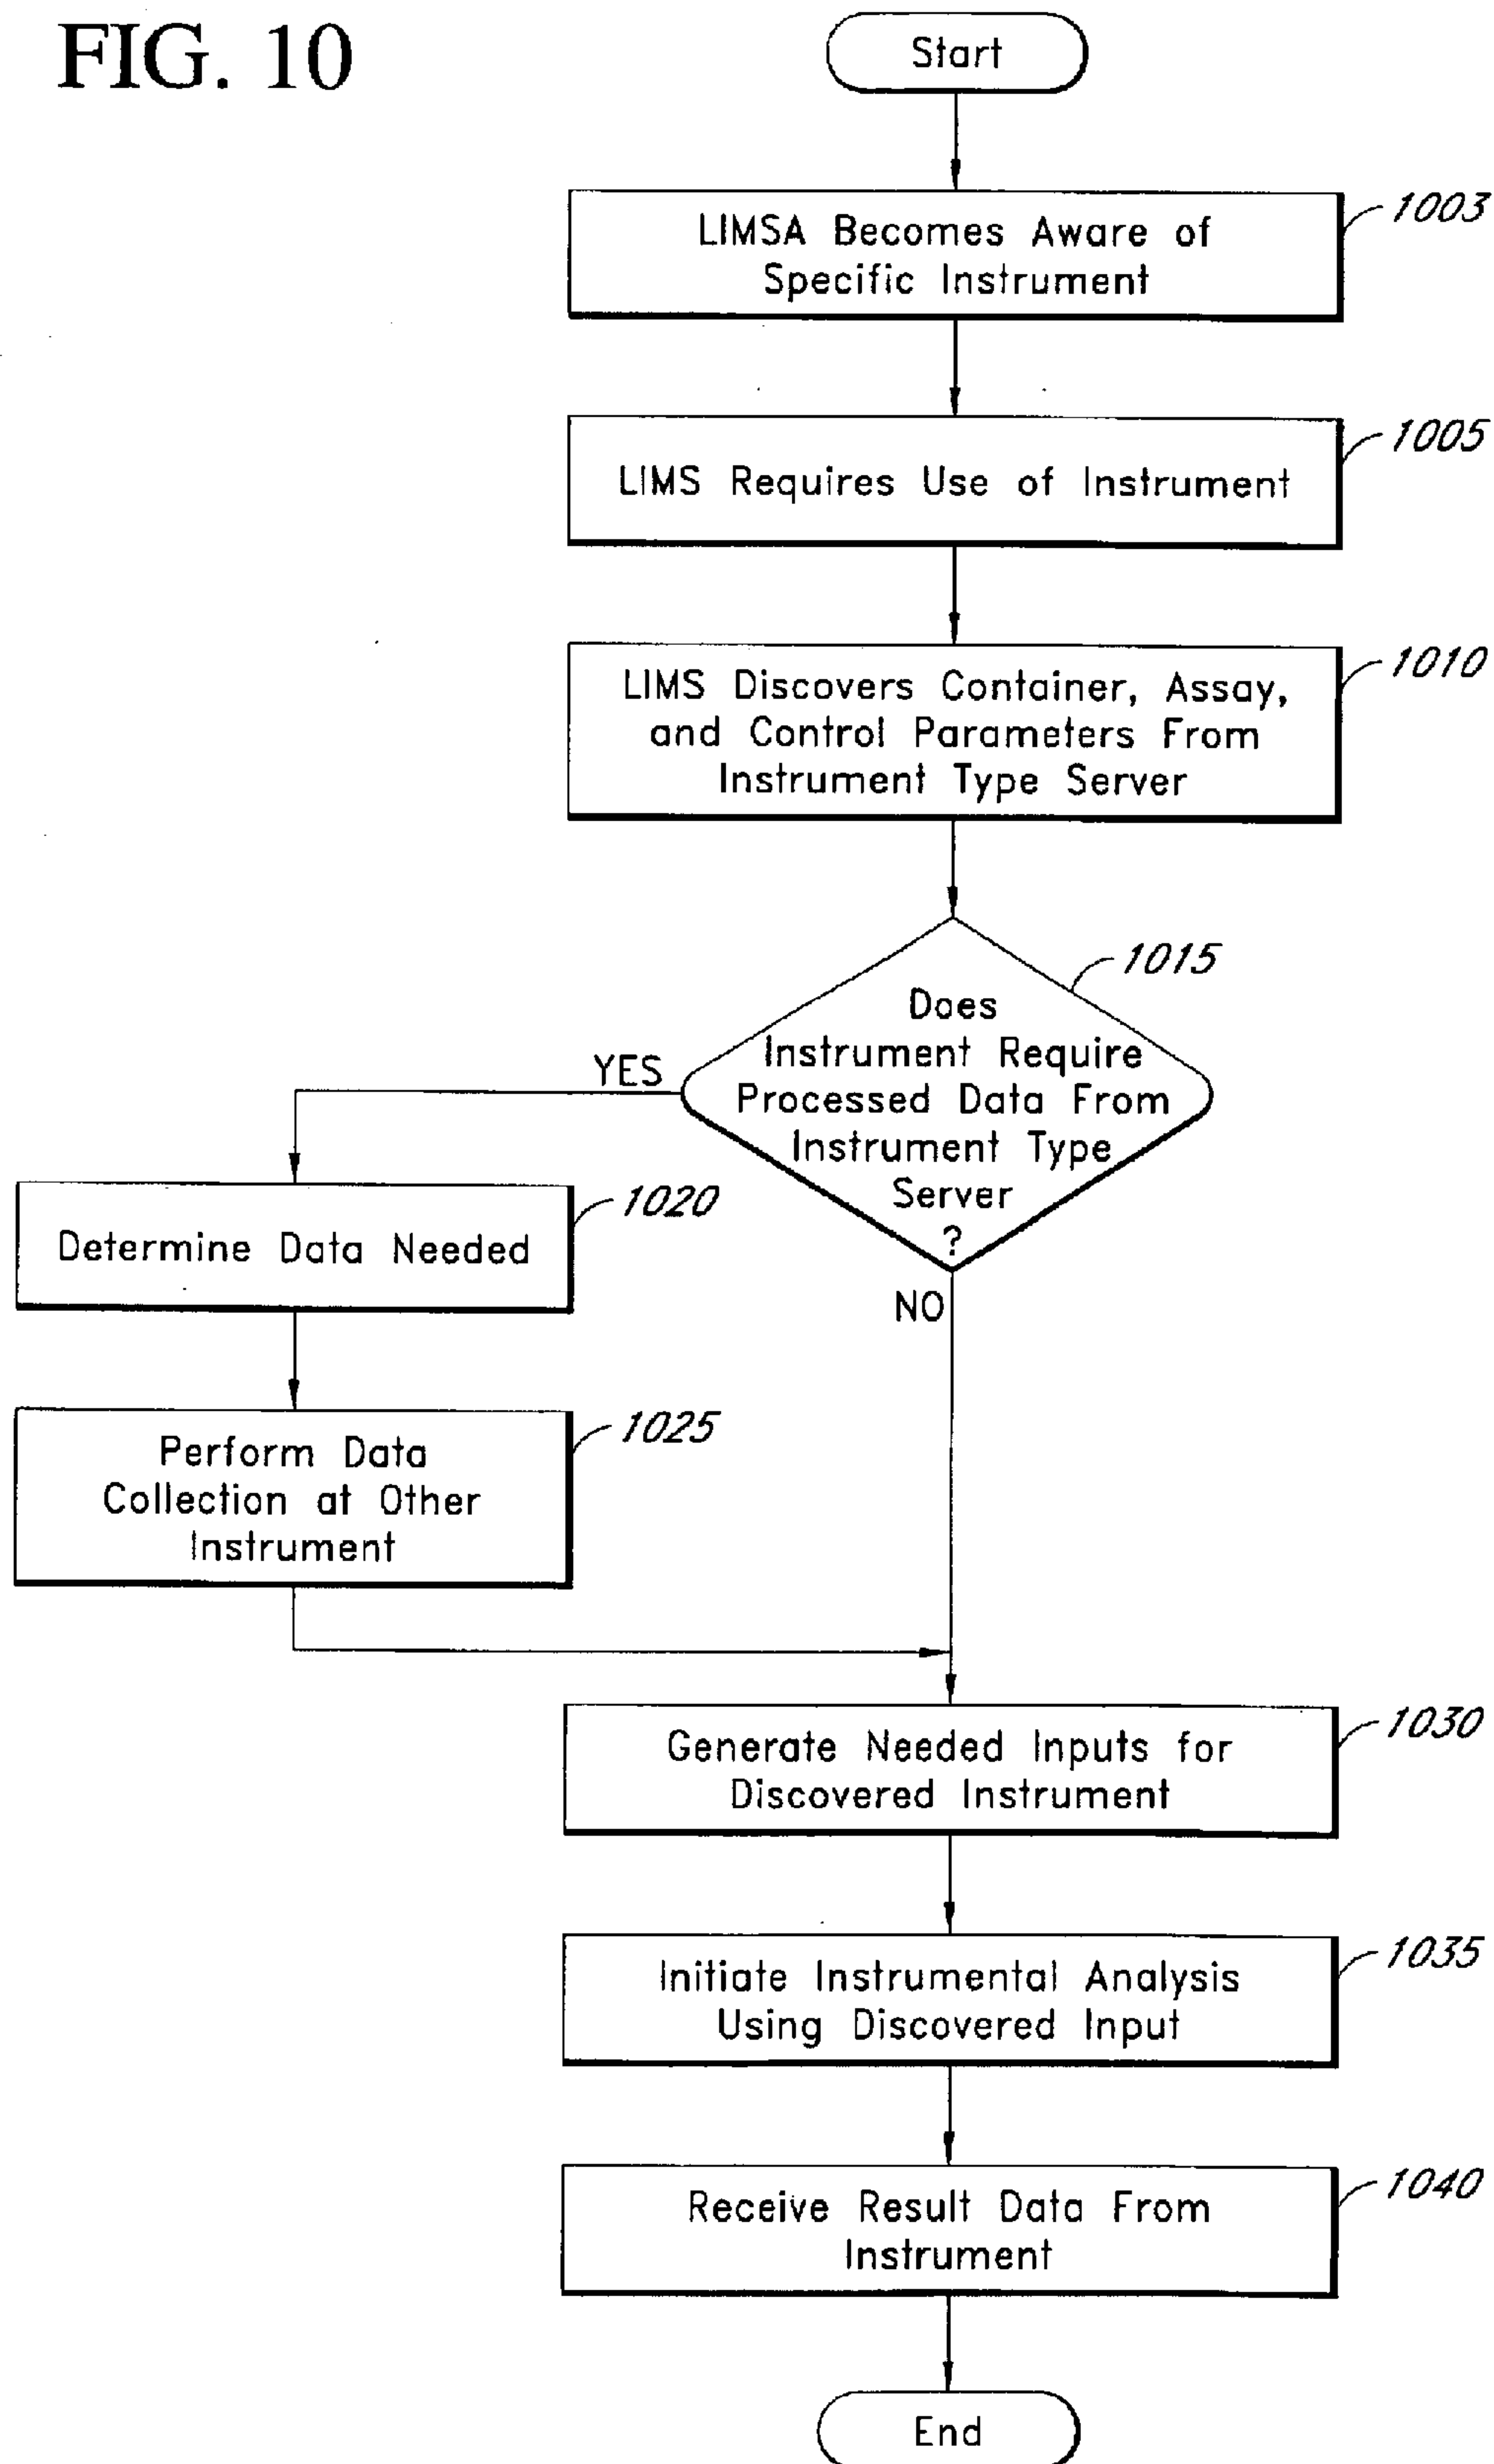 FIG. 10
Start
LIMSA Becomes Aware of
Specific Instrument
1003
LIMS Requires Use of Instrument
1005
LIMS Discovers Container, Assay,
and Control Parameters From
Instrument Type Server
1010
Does
Instrument Require
Processed Data From
Instrument Type
Server
?
1015
YES
NO
Determine Data Needed
1020
Perform Data
Collection at Other
Instrument
1025
Generate Needed Inputs for
Discovered Instrument
1030
Initiate Instrumental Analysis
Using Discovered Input
1035
Receive Result Data From
Instrument
1040
End